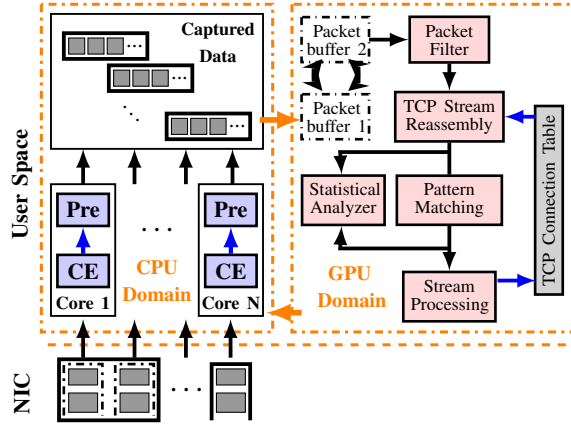 Captured
Data
...
...
...
...
Packet
buffer 2
Packet
buffer 1
Packet
Filter
TCP Stream
Reassembly
Statistical
Analyzer
Pattern
Matching
Stream
Processing
TCP Connection Table
GPU
Domain
User Space
Pre
CE
Core 1
...
CPU
Domain
Pre
CE
Core N
NIC
...